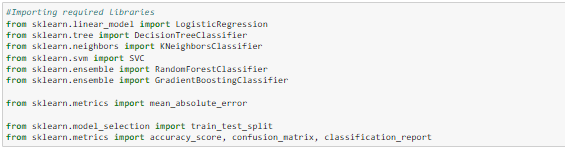 #Importing required libraries
from sklearn.linear_model import LogisticRegression
from sklearn.tree import DecisionTreeClassifier
from sklearn.neighbors import KNeighborsClassifier
from sklearn.svm import SVC
from sklearn.ensemble import RandomForestClassifier
from sklearn.ensemble import GradientBoostingClassifier
from sklearn.metrics import mean_absolute_error
from sklearn.model_selection import train_test_split
from sklearn.metrics import accuracy_score, confusion_matrix, classification_report